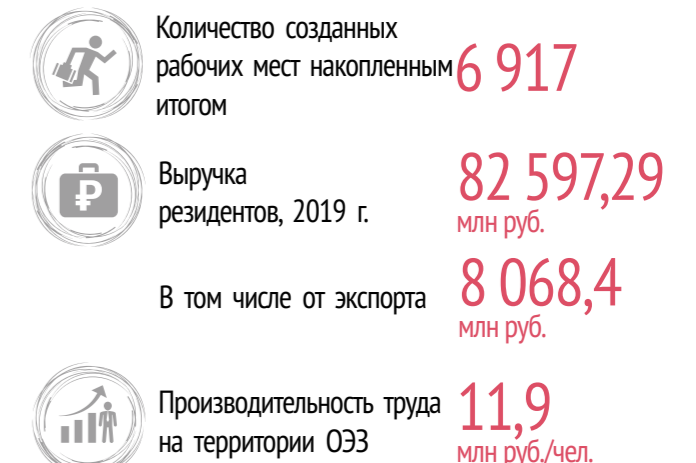 Количество созданных
рабочих мест накопленным 6 917
итогом
Выручка
резидентов, 2019 г.
82 597,29
млн руб.
В том числе от экспорта
8 068,4
млн руб.
Производительность труда
на территории ОЭЗ
11,9
млн руб./чел.